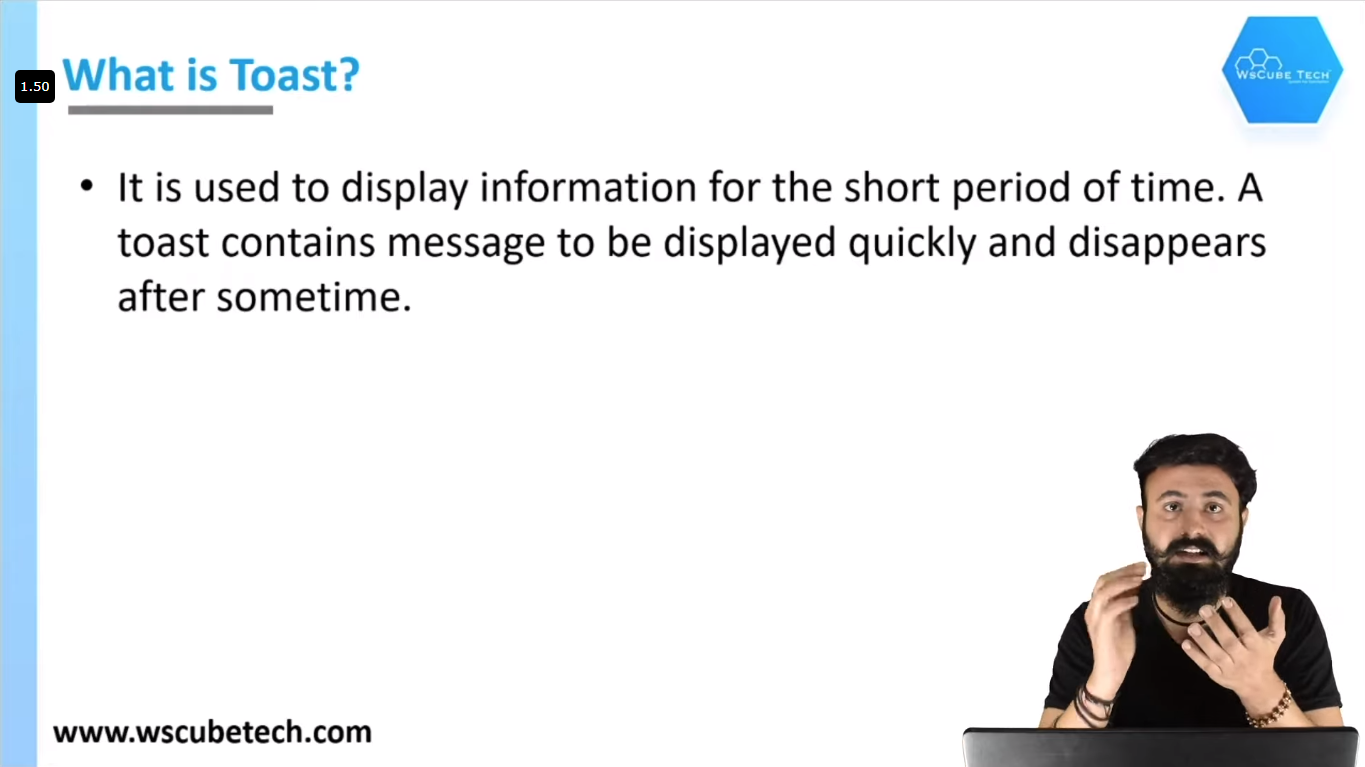 What is Toast?
1.50
WSCUBE TECH
• It is used to display information for the short period of time. A
toast contains message to be displayed quickly and disappears
after sometime.
www.wscubetech.com